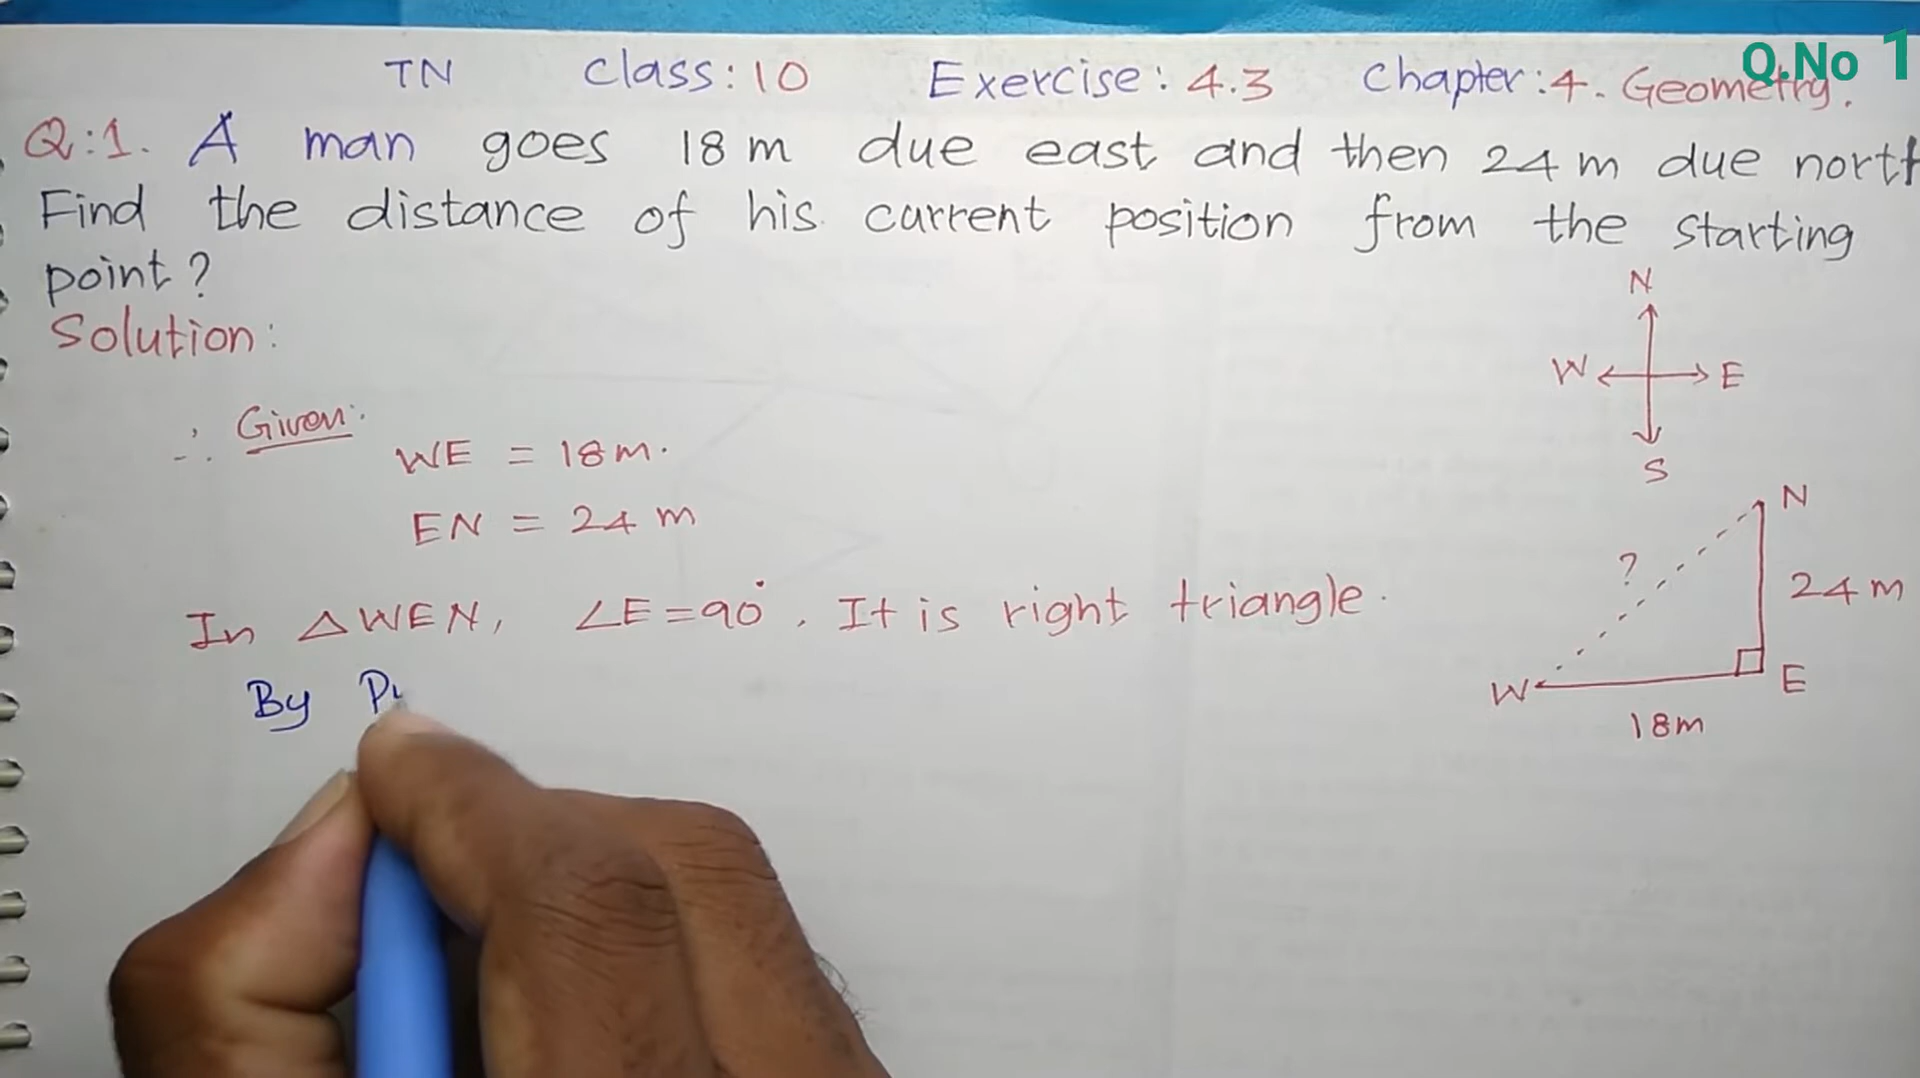 Q.No 1
TN Class: 10 Exercise: 4.3 Chapter: 4. Geometry.
Q:1. A man goes 18 m due east and then 24 m due north
Find the distance of his current position from the starting
point?
Solution:
Given:
WE = 18m.
EN = 24 m
In △WEN, ∠E=90°. It is right triangle.
By
N
W E
S
N
?
24 m
W E
18m